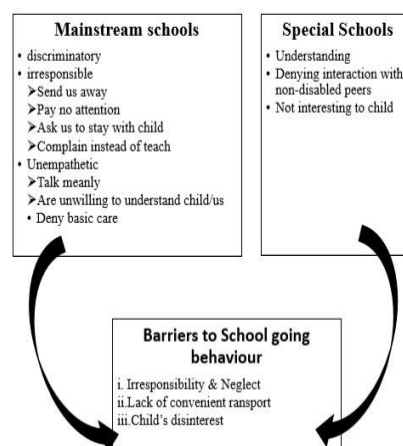 Mainstream schools
• discriminatory
• irresponsible
➤Send us away
➤Pay no attention
➤Ask us to stay with child
➤Complain instead of teach
• Unempathetic
➤Talk meanly
➤Are unwilling to understand child/us
• Deny basic care
Special Schools
• Understanding
• Denying interaction with
non-disabled peers
• Not interesting to child
Barriers to School going
behaviour
i. Irresponsibility & Neglect
ii.Lack of convenient ransport
iii.Child's disinterest